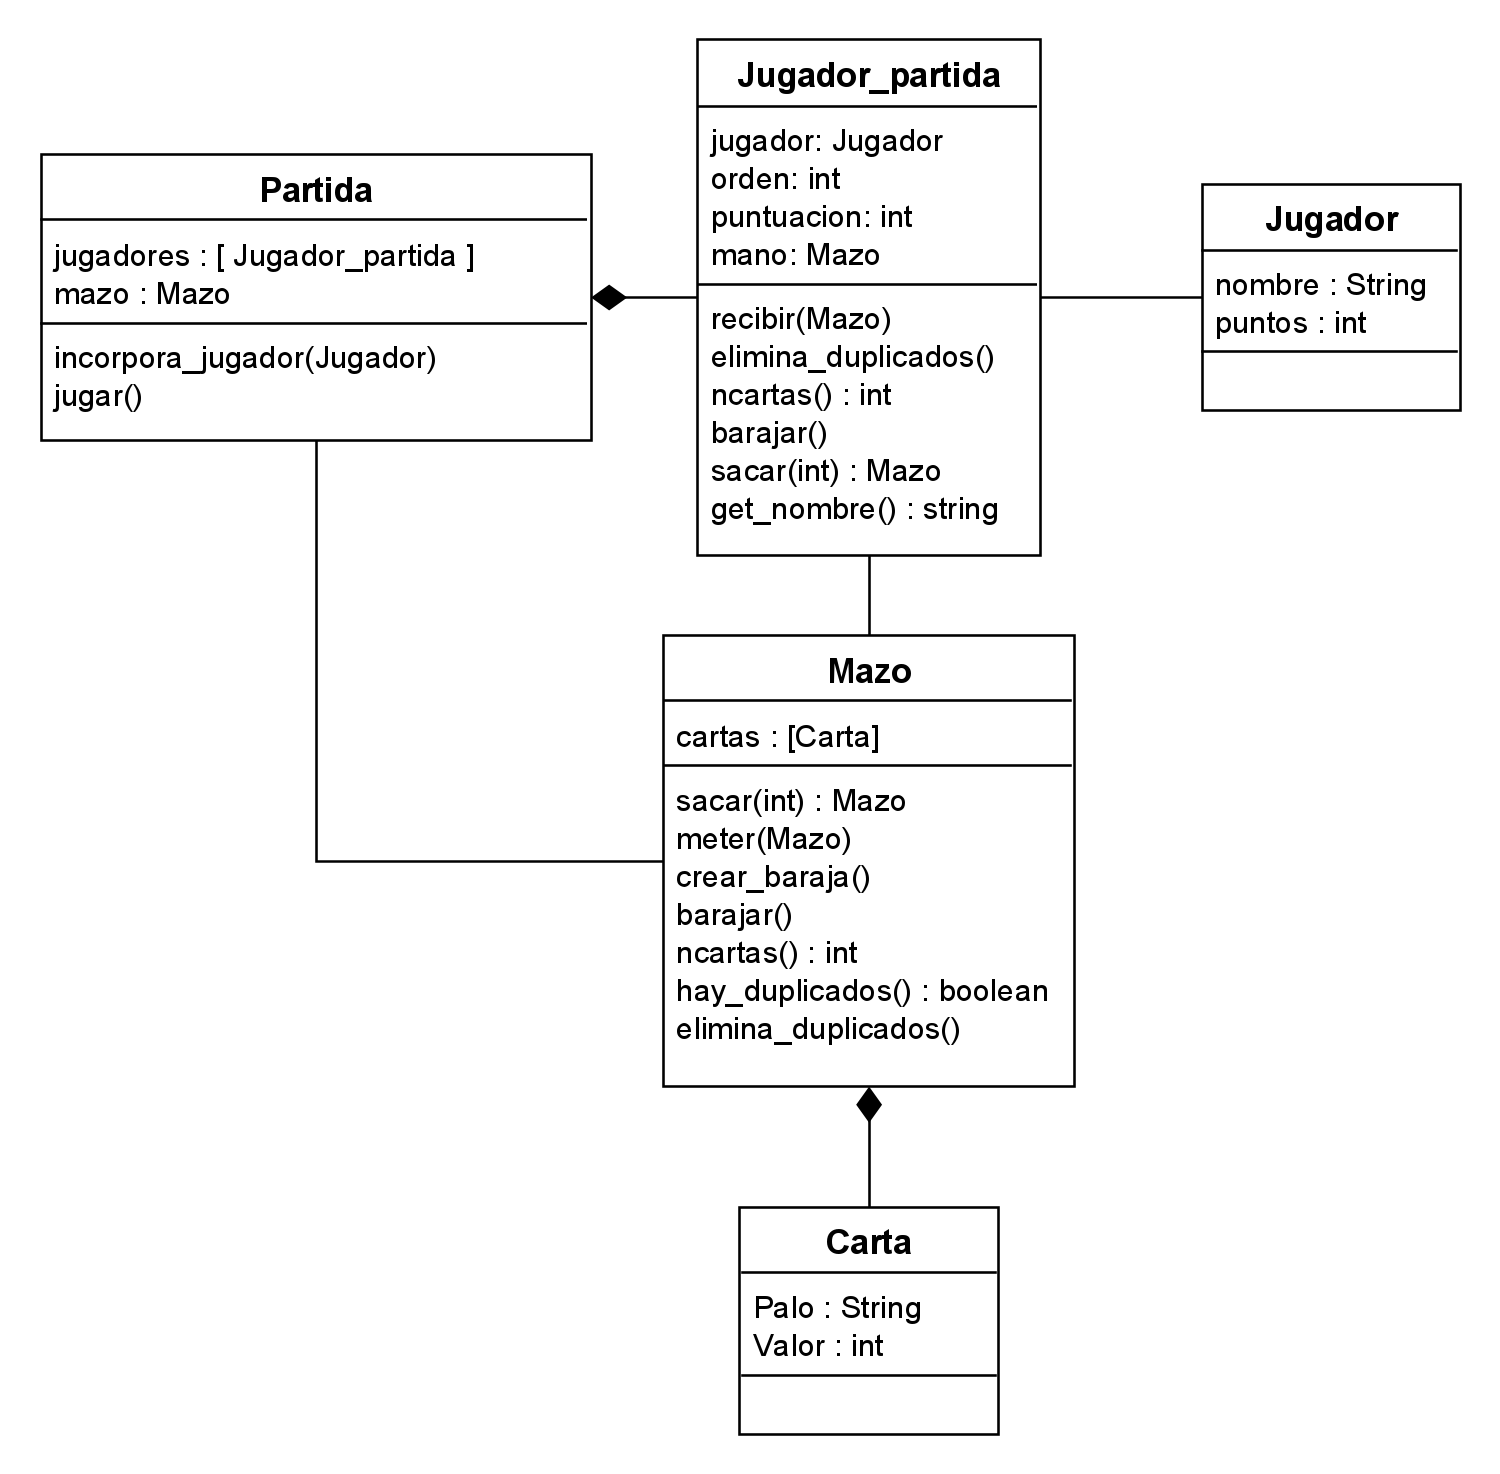 Partida
jugadores : [ Jugador_partida ]
mazo : Mazo
incorpora_jugador(Jugador)
jugar()
Jugador_partida
jugador: Jugador
orden: int
puntuacion: int
mano: Mazo
recibir(Mazo)
elimina_duplicados()
ncartas() : int
barajar()
sacar(int) : Mazo
get_nombre() : string
Jugador
nombre : String
puntos : int
Mazo
cartas : [Carta]
sacar(int) : Mazo
meter(Mazo)
crear_baraja()
barajar()
ncartas() : int
hay_duplicados() : boolean
elimina_duplicados()
Carta
Palo : String
Valor : int